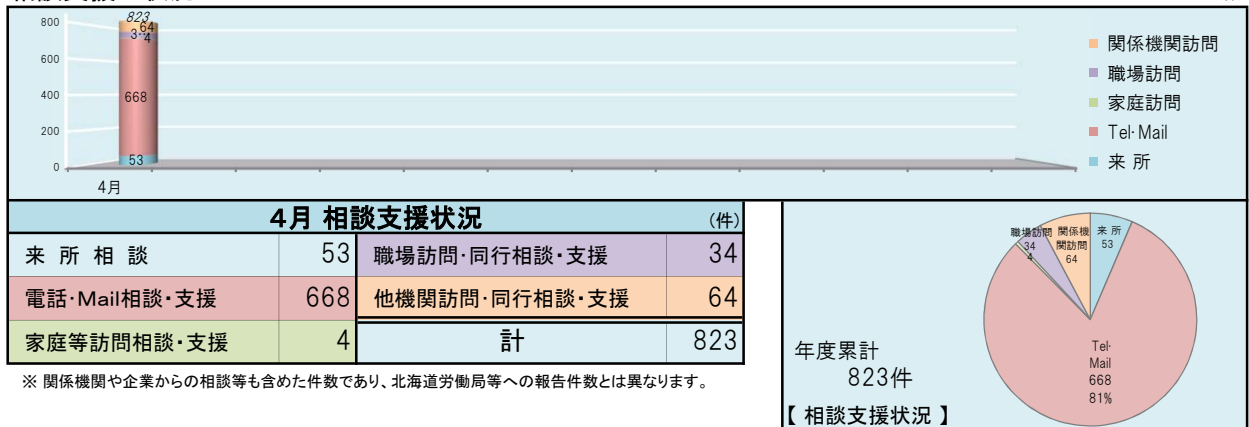 800
600
400
200
0
823
64
3…
4
668
53
4月
関係機関訪問
職場訪問
家庭訪問
Tel･Mail
来 所
4月 相談支援状況 (件)
来 所 相 談 53 職場訪問･同行相談・支援 34
電話･Mail相談・支援 668 他機関訪問･同行相談・支援 64
家庭等訪問相談・支援 4 計 823
※ 関係機関や企業からの相談等も含めた件数であり、北海道労働局等への報告件数とは異なります。
職場訪問
34
4
関係機
関訪問
64
来 所
53
Tel･
Mail
668
81%
年度累計
823件
【 相談支援状況 】